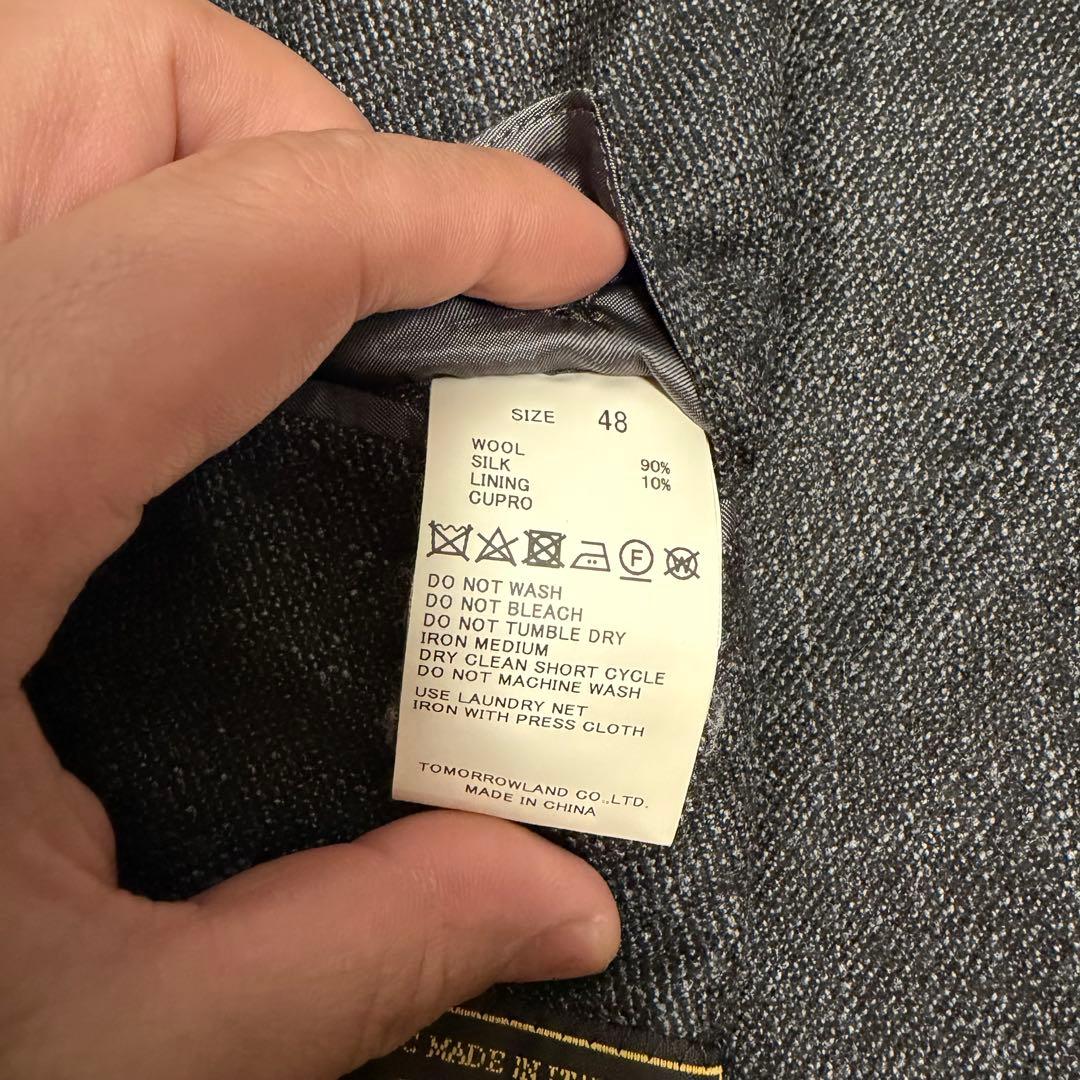 SIZE 48
WOOL
SILK 90%
LINING 10%
CUPRO
F
W
DO NOT WASH
DO NOT BLEACH
DO NOT TUMBLE DRY
IRON MEDIUM
DRY CLEAN SHORT CYCLE
DO NOT MACHINE WASH
USE LAUNDRY NET
IRON WITH PRESS CLOTH
TOMORROWLAND CO.,LTD.
MADE IN CHINA
MADE IN